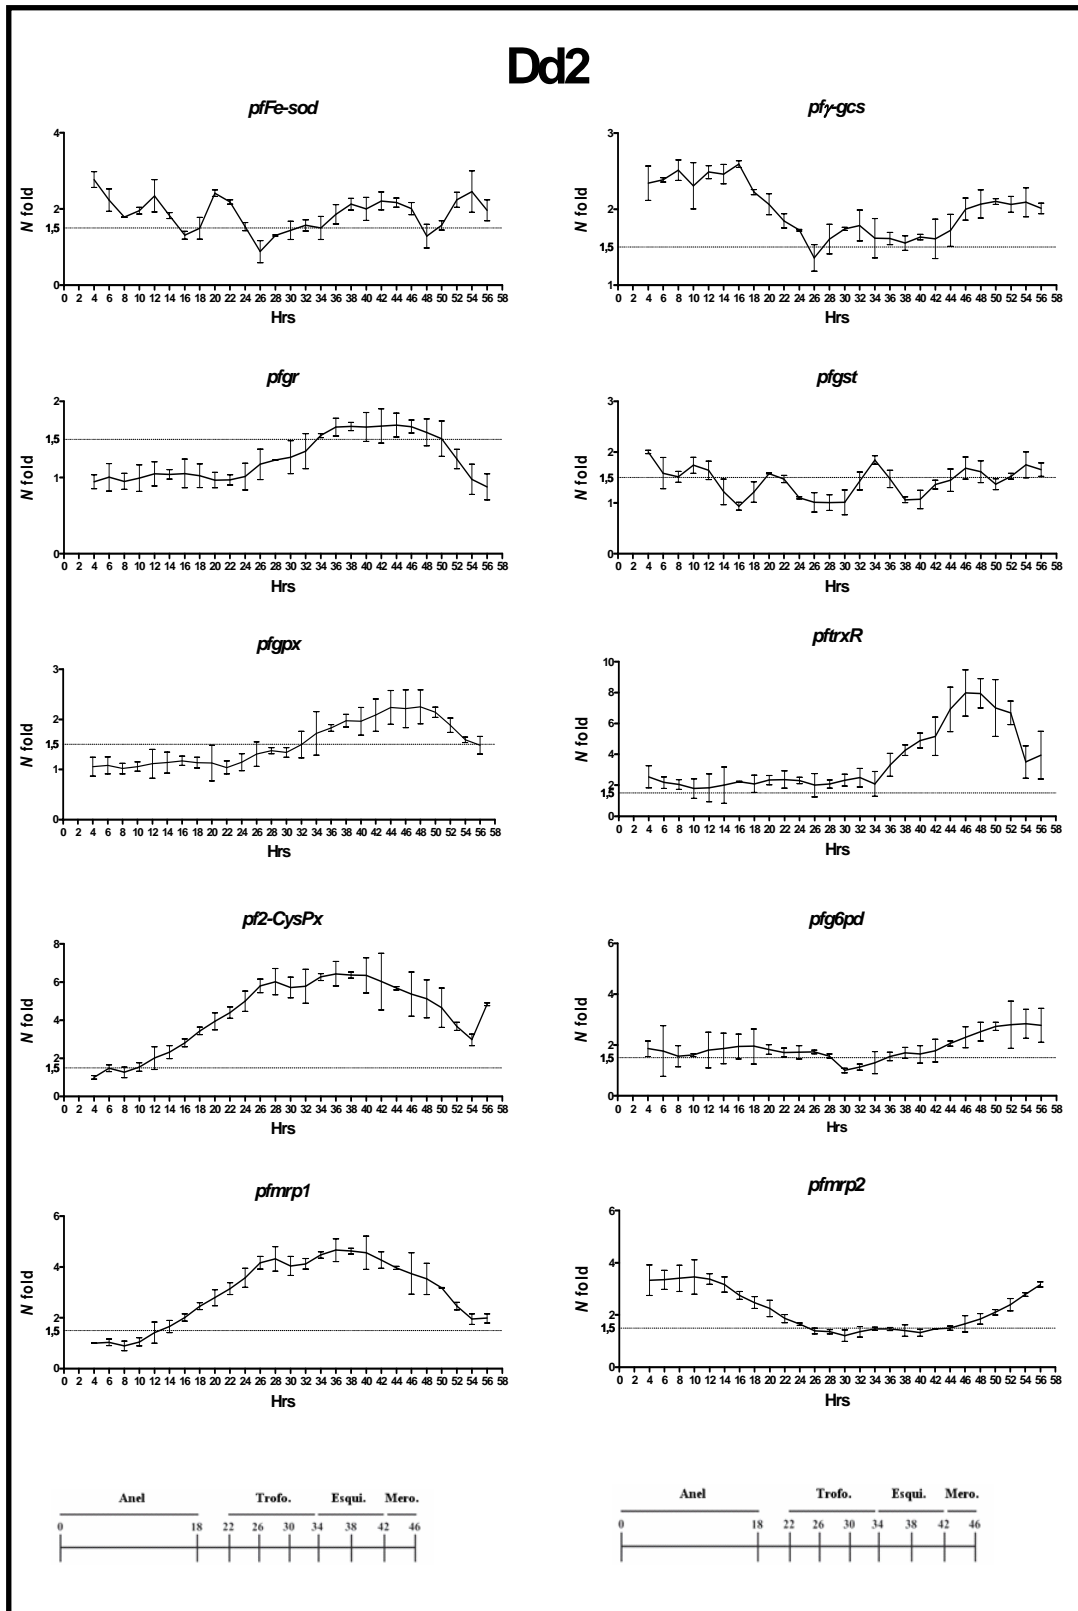 Dd2
pfFe-sod
4
2
1,5
0
N fold
0 2 4 6 8 10 12 14 16 18 20 22 24 26 28 30 32 34 36 38 40 42 44 46 48 50 52 54 56 58
Hrs
pfγ-gcs
3
2
1,5
1
N fold
0 2 4 6 8 10 12 14 16 18 20 22 24 26 28 30 32 34 36 38 40 42 44 46 48 50 52 54 56 58
Hrs
pfgr
2
1,5
1
0
N fold
0 2 4 6 8 10 12 14 16 18 20 22 24 26 28 30 32 34 36 38 40 42 44 46 48 50 52 54 56 58
Hrs
pfgst
3
2
1,5
1
0
N fold
0 2 4 6 8 10 12 14 16 18 20 22 24 26 28 30 32 34 36 38 40 42 44 46 48 50 52 54 56 58
Hrs
pfgpx
3
2
1,5
1
0
N fold
0 2 4 6 8 10 12 14 16 18 20 22 24 26 28 30 32 34 36 38 40 42 44 46 48 50 52 54 56 58
Hrs
pftrxR
10
8
6
4
2
1,5
0
N fold
0 2 4 6 8 10 12 14 16 18 20 22 24 26 28 30 32 34 36 38 40 42 44 46 48 50 52 54 56 58
Hrs
pf2-CysPx
8
6
4
2
1,5
0
N fold
0 2 4 6 8 10 12 14 16 18 20 22 24 26 28 30 32 34 36 38 40 42 44 46 48 50 52 54 56 58
Hrs
pfg6pd
6
4
2
1,5
0
N fold
0 2 4 6 8 10 12 14 16 18 20 22 24 26 28 30 32 34 36 38 40 42 44 46 48 50 52 54 56 58
Hrs
pfmrp1
6
4
2
1,5
0
N fold
0 2 4 6 8 10 12 14 16 18 20 22 24 26 28 30 32 34 36 38 40 42 44 46 48 50 52 54 56 58
Hrs
pfmrp2
6
4
2
1,5
0
N fold
0 2 4 6 8 10 12 14 16 18 20 22 24 26 28 30 32 34 36 38 40 42 44 46 48 50 52 54 56 58
Hrs
Anel Trofo. Esqui. Mero.
0 18 22 26 30 34 38 42 46
Anel Trofo. Esqui. Mero.
0 18 22 26 30 34 38 42 46